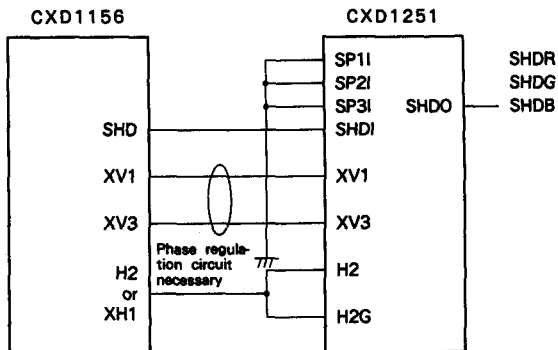 CXD1156
CXD1251
SP1I
SHDR
SP2I
SHDG
SP3I
SHDO
SHDB
SHD
SHDI
XV1
XV1
XV3
XV3
Phase regula-
tion circuit
necessary
H2
or
XH1
H2
H2G